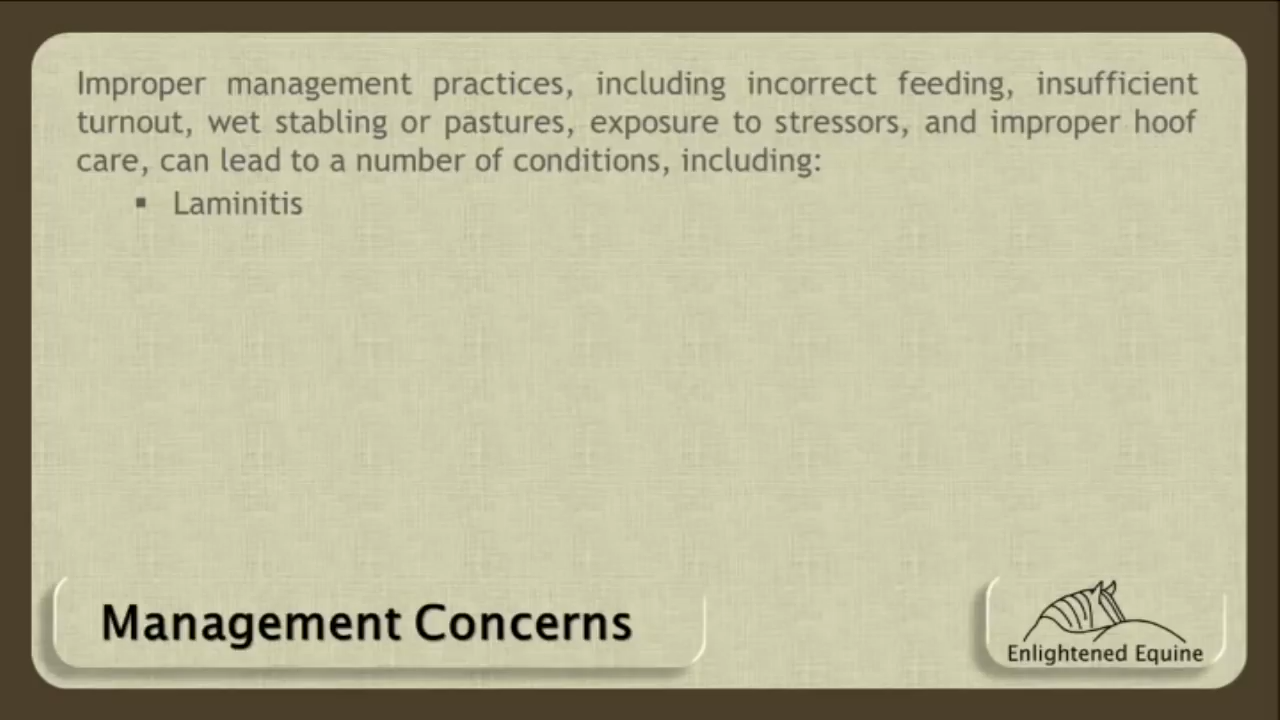 Improper management practices, including incorrect feeding, insufficient
turnout, wet stabling or pastures, exposure to stressors, and improper hoof
care, can lead to a number of conditions, including:
▪ Laminitis
Management Concerns
Enlightened Equine